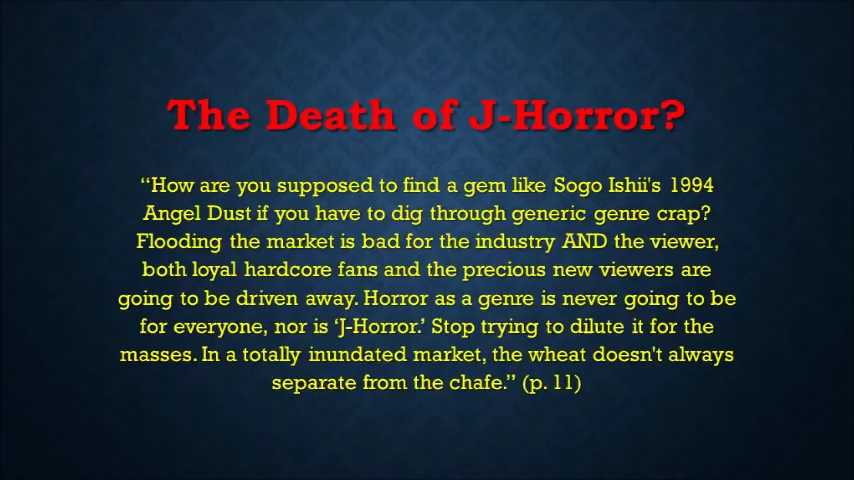 The Death of J-Horror?
“How are you supposed to find a gem like Sogo Ishii's 1994
Angel Dust if you have to dig through generic genre crap?
Flooding the market is bad for the industry AND the viewer,
both loyal hardcore fans and the precious new viewers are
going to be driven away. Horror as a genre is never going to be
for everyone, nor is ‘J-Horror.’ Stop trying to dilute it for the
masses. In a totally inundated market, the wheat doesn't always
separate from the chafe.” (p. 11)